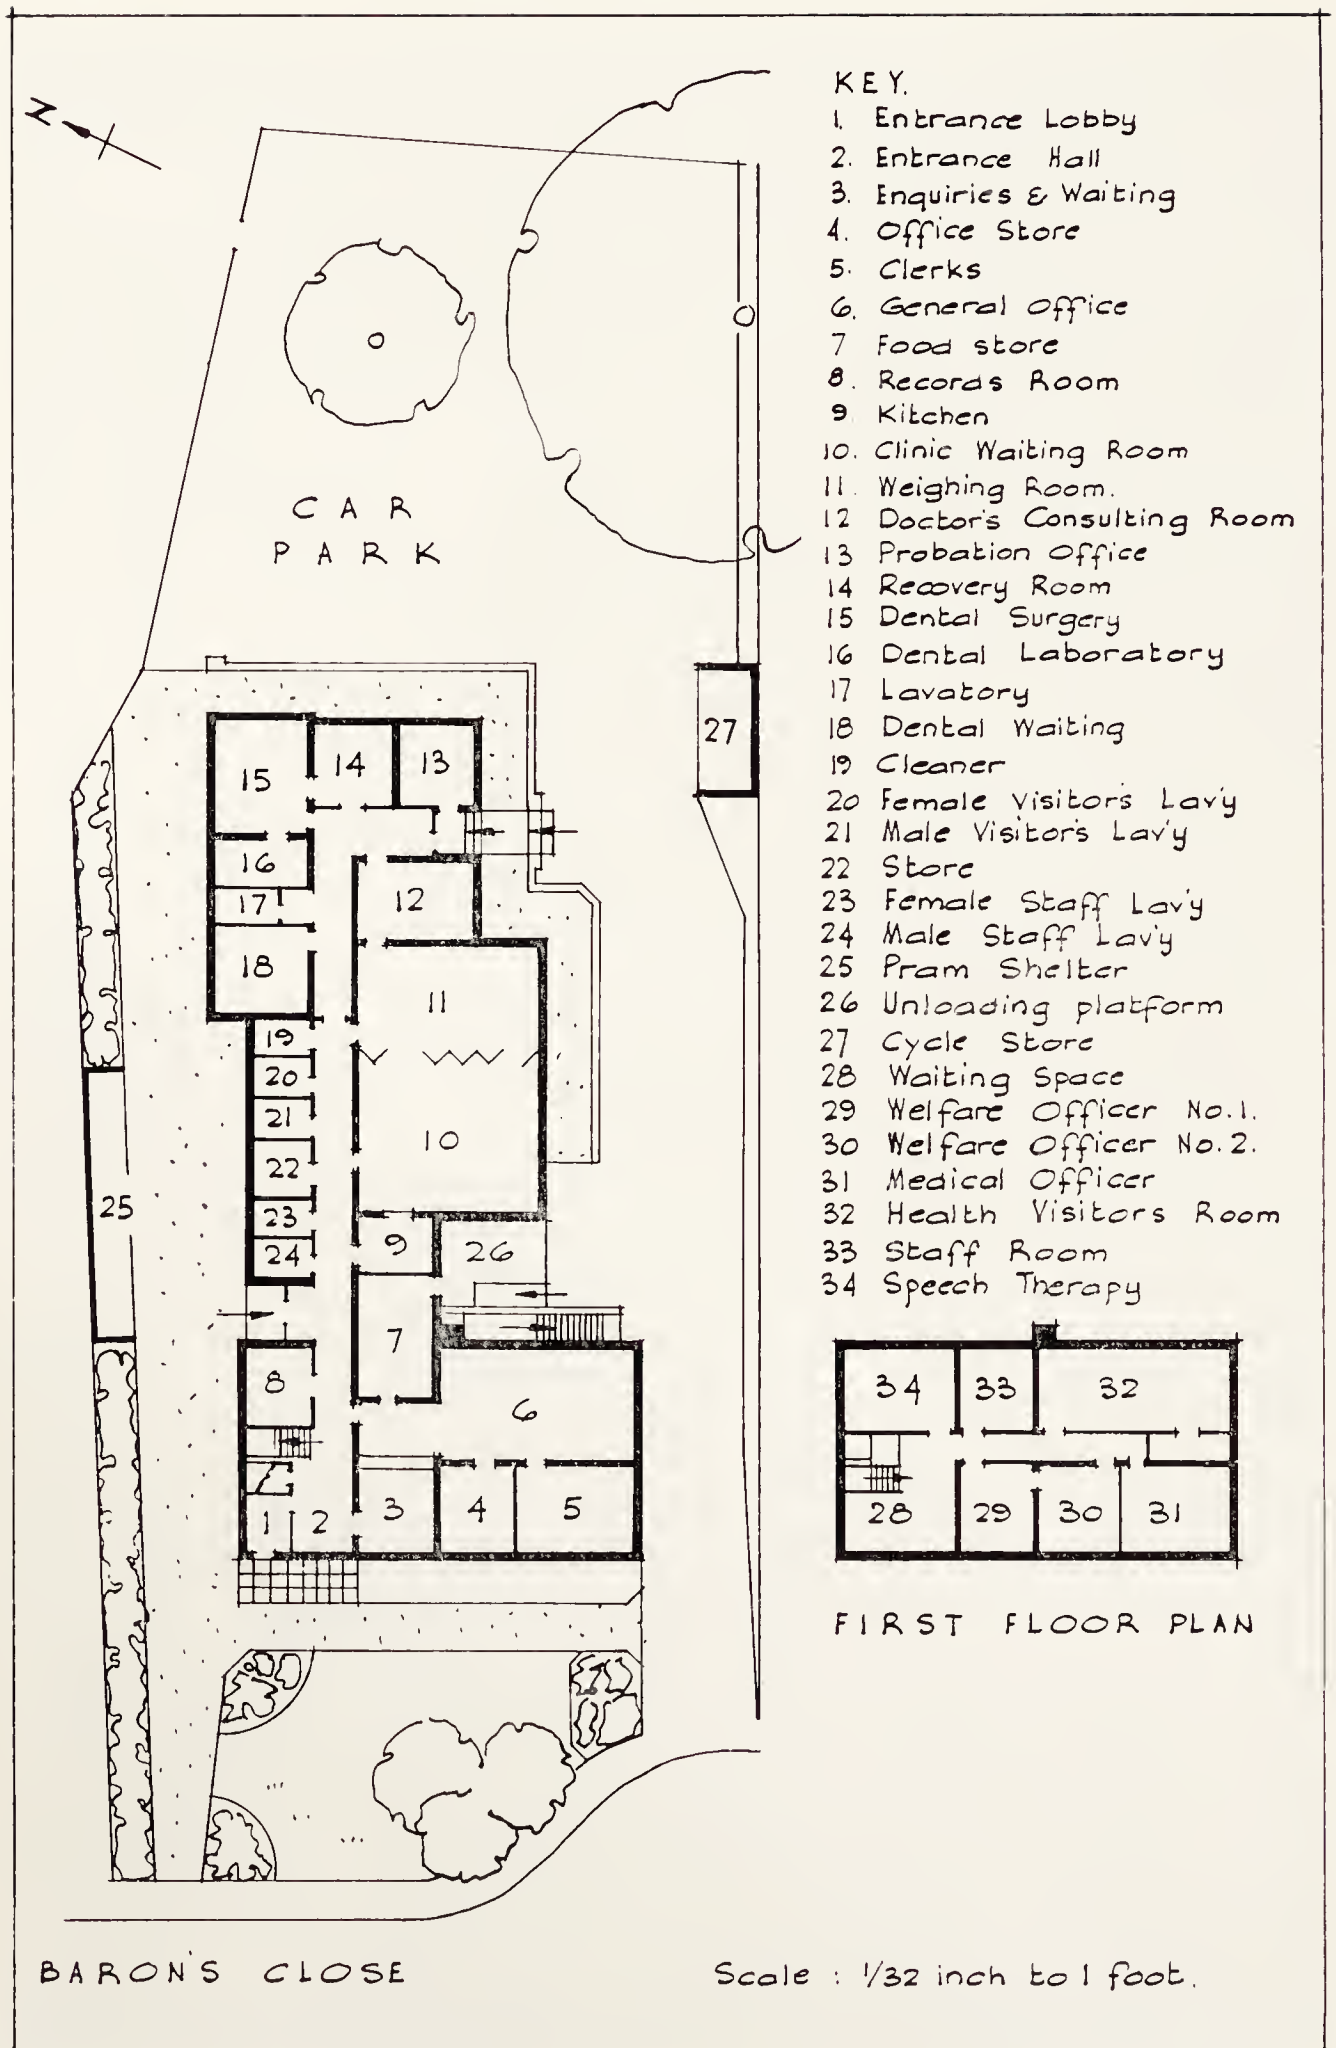 N
KEY.
1. Entrance Lobby
2. Entrance Hall
3. Enquiries & Waiting
4. Office Store
5. Clerks
6. General Office
7 Food store
8. Records Room
9 Kitchen
10. Clinic Waiting Room
11. Weighing Room.
12 Doctor's Consulting Room
13 Probation Office
14 Recovery Room
15 Dental Surgery
16 Dental Laboratory
17 Lavatory
18 Dental Waiting
19 Cleaner
20 Female Visitor's Lav'y
21 Male Visitor's Lav'y
22 Store
23 Female Staff Lav'y
24 Male Staff Lav'y
25 Pram Shelter
26 Unloading platform
27 Cycle Store
28 Waiting Space
29 Welfare Officer No.1.
30 Welfare Officer No.2.
31 Medical Officer
32 Health Visitors Room
33 Staff Room
34 Speech Therapy
CAR
PARK
27
15 14 13
16
17 12
18
11
19
20
21
10
22
25
23
24
9 26
7
8
6
3 4 5
1 2
34 33 32
28 29 30 31
FIRST FLOOR PLAN
BARON'S CLOSE
Scale : 1/32 inch to 1 foot.